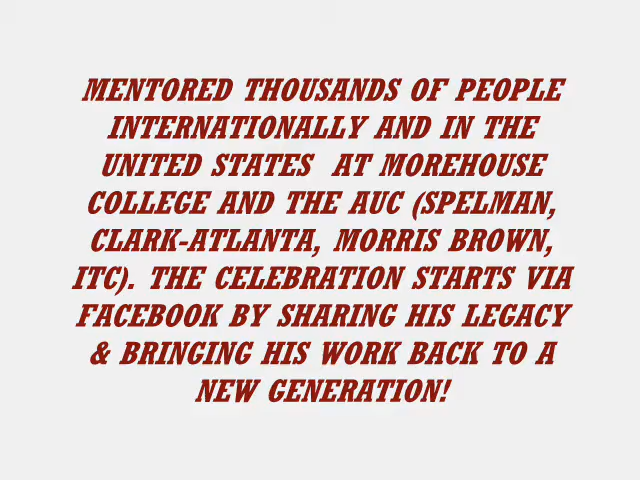 MENTORED THOUSANDS OF PEOPLE
INTERNATIONALLY AND IN THE
UNITED STATES  AT MOREHOUSE
COLLEGE AND THE AUC (SPELMAN,
CLARK-ATLANTA, MORRIS BROWN,
ITC). THE CELEBRATION STARTS VIA
FACEBOOK BY SHARING HIS LEGACY
& BRINGING HIS WORK BACK TO A
NEW GENERATION!